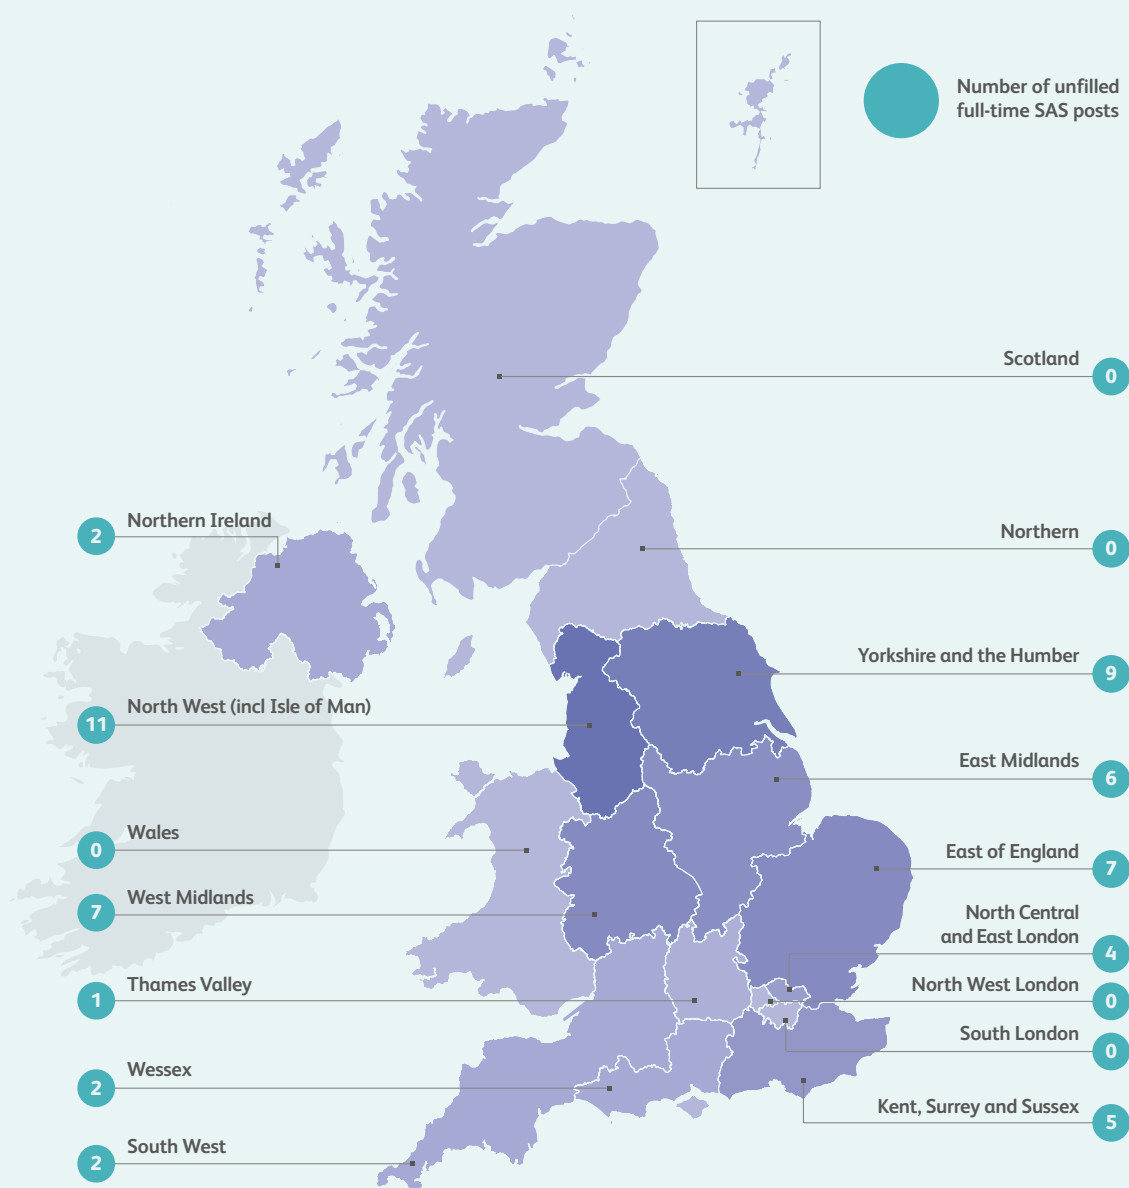 Number of unfilled
full-time SAS posts
Scotland
0
Northern Ireland
2
Northern
0
Yorkshire and the Humber
9
North West (incl Isle of Man)
11
East Midlands
6
Wales
0
East of England
7
West Midlands
7
North Central
and East London
4
Thames Valley
1
North West London
0
South London
0
Wessex
2
Kent, Surrey and Sussex
5
South West
2